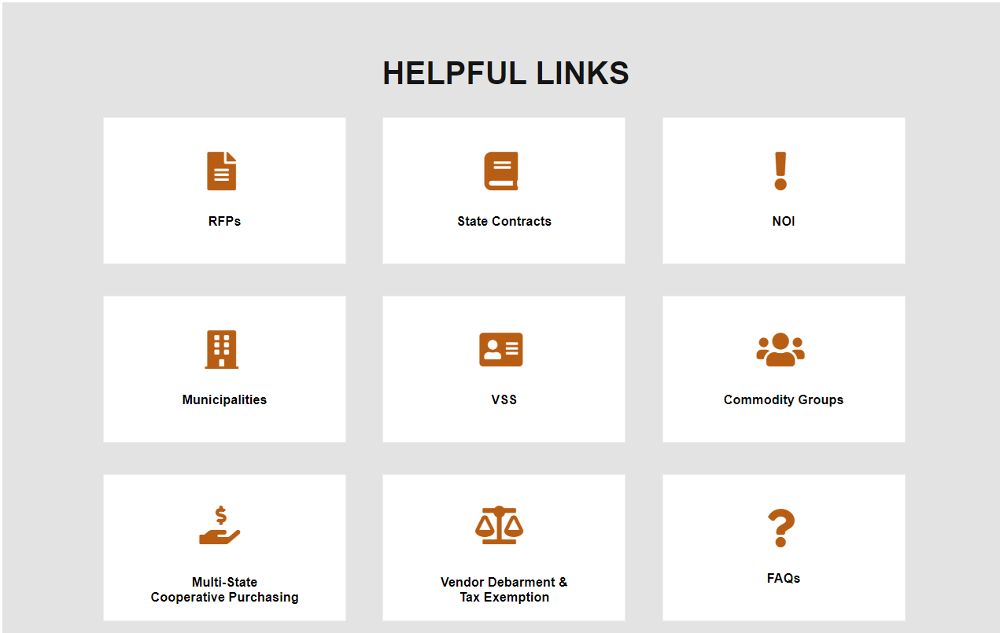 HELPFUL LINKS
RFPs
State Contracts
NOI
Municipalities
VSS
Commodity Groups
Multi-State
Cooperative Purchasing
Vendor Debarment &
Tax Exemption
FAQs